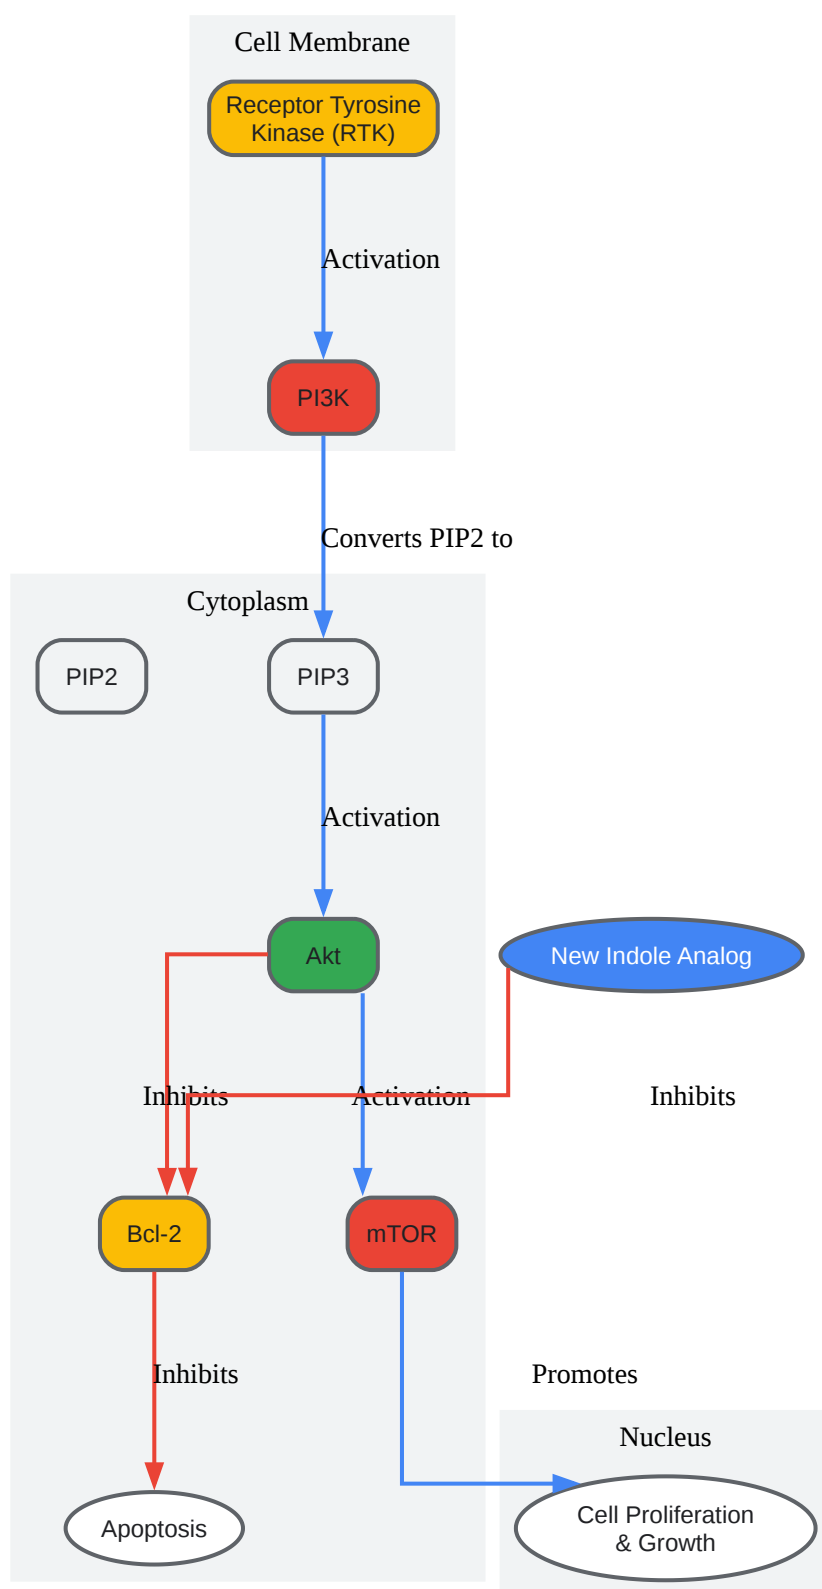 Cell Membrane
Receptor Tyrosine
Kinase (RTK)
Activation
PI3K
Converts PIP2 to
Cytoplasm
PIP2
PIP3
Activation
Akt
New Indole Analog
Inhibits
Activation
Inhibits
Bcl-2
mTOR
Inhibits
Promotes
Nucleus
Apoptosis
Cell Proliferation
& Growth